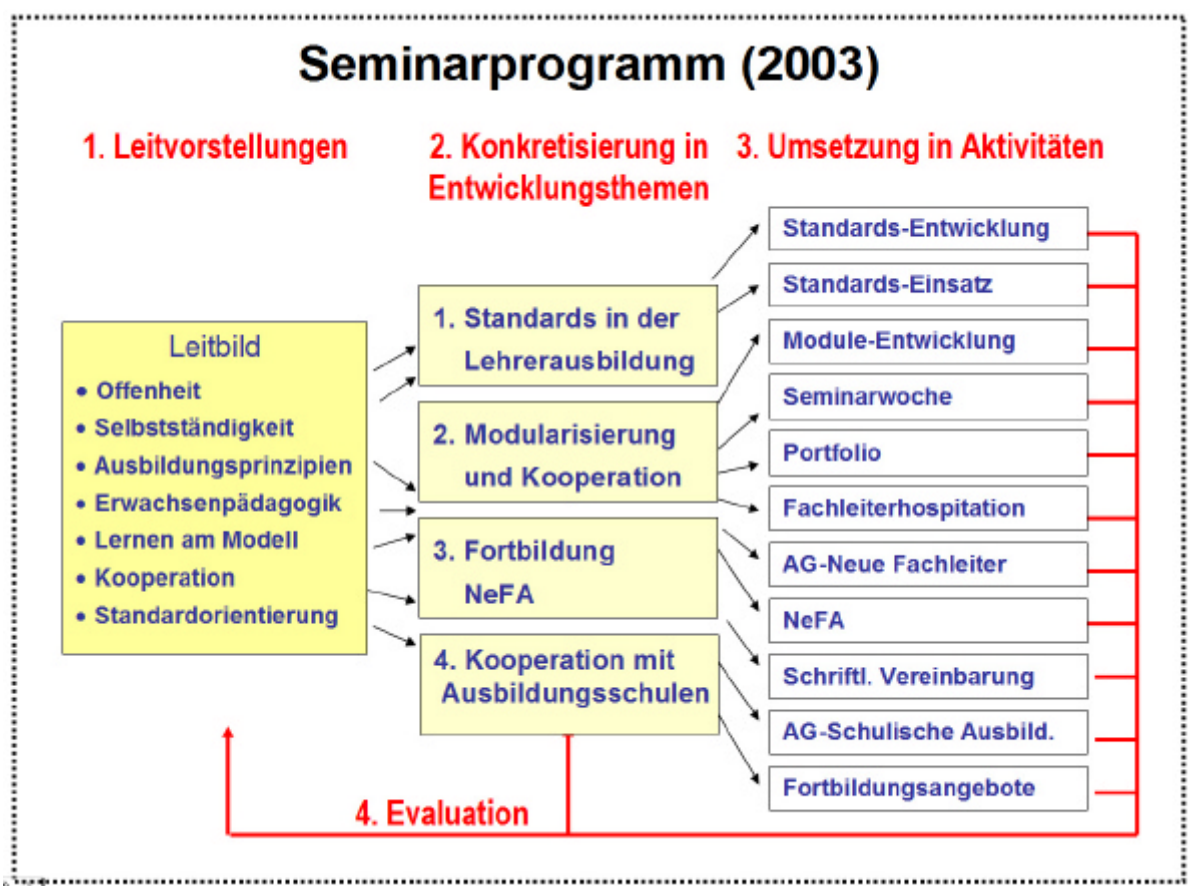 Seminarprogramm (2003)
1. Leitvorstellungen
2. Konkretisierung in
Entwicklungsthemen
3. Umsetzung in Aktivitäten
Leitbild
• Offenheit
• Selbstständigkeit
• Ausbildungsprinzipien
• Erwachsenpädagogik
• Lernen am Modell
• Kooperation
• Standardorientierung
1. Standards in der
Lehrerausbildung
2. Modularisierung
und Kooperation
3. Fortbildung
NeFA
4. Kooperation mit
Ausbildungsschulen
Standards-Entwicklung
Standards-Einsatz
Module-Entwicklung
Seminarwoche
Portfolio
Fachleiterhospitation
AG-Neue Fachleiter
NeFA
Schriftl. Vereinbarung
AG-Schulische Ausbild.
Fortbildungsangebote
4. Evaluation